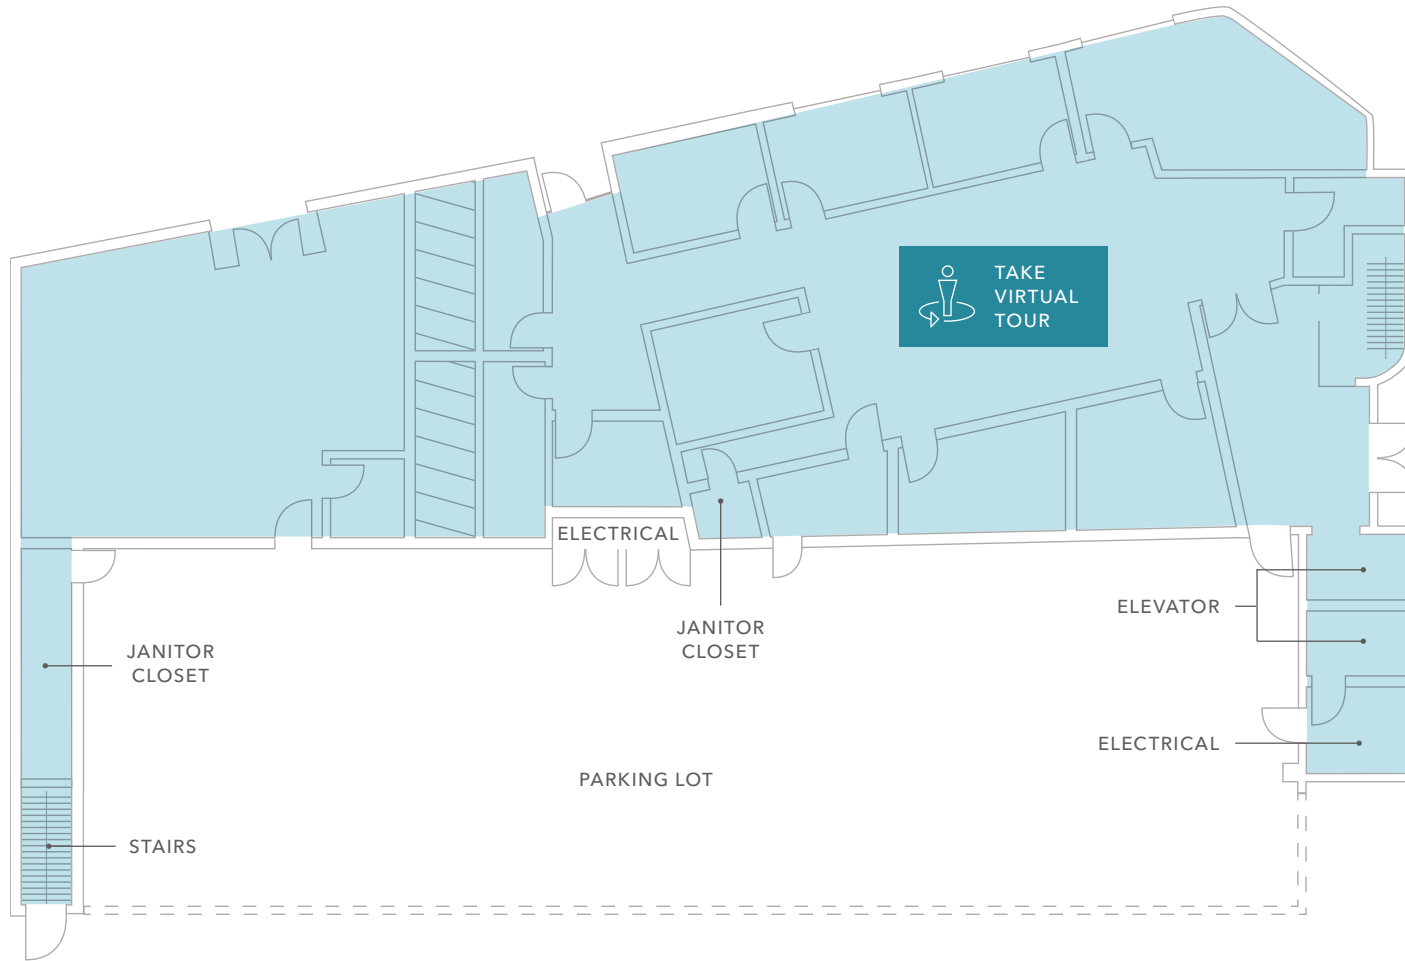 TAKE
VIRTUAL
TOUR
ELECTRICAL
JANITOR
CLOSET
ELEVATOR
JANITOR
CLOSET
ELECTRICAL
PARKING LOT
STAIRS